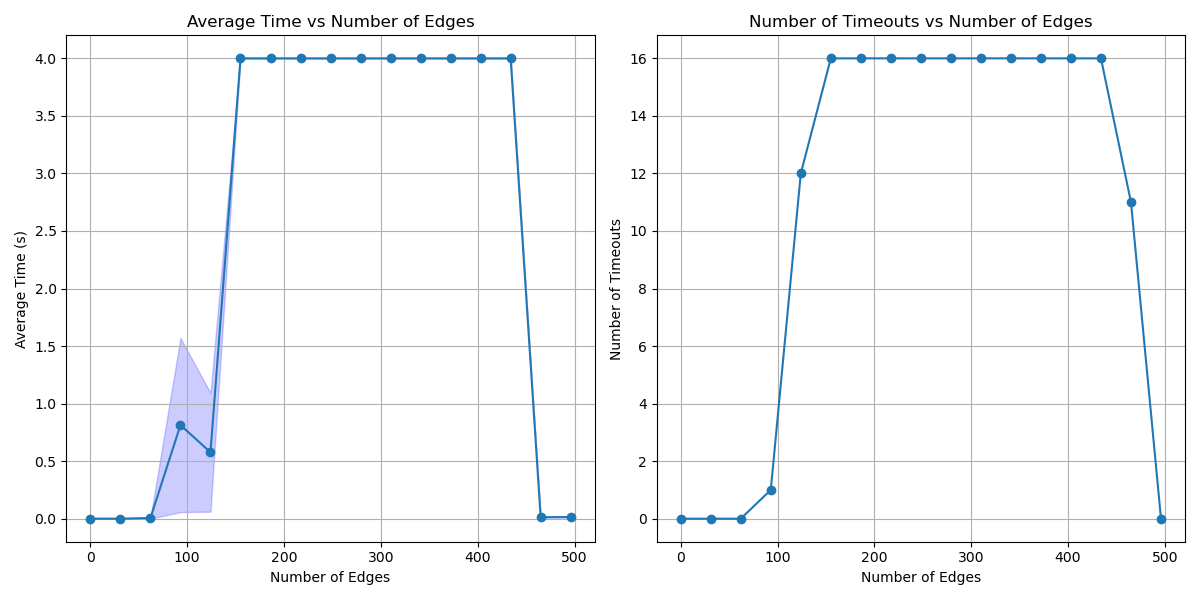 Average Time vs Number of Edges
4.0
3.5
3.0
2.5
2.0
1.5
1.0
0.5
0.0
Average Time (s)
0 100 200 300 400 500
Number of Edges
Number of Timeouts vs Number of Edges
16
14
12
10
8
6
4
2
0
Number of Timeouts
0 100 200 300 400 500
Number of Edges